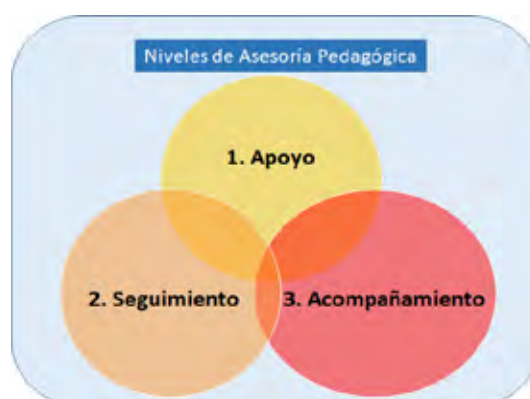 Niveles de Asesoría Pedagógica
1. Apoyo
2. Seguimiento
3. Acompañamiento